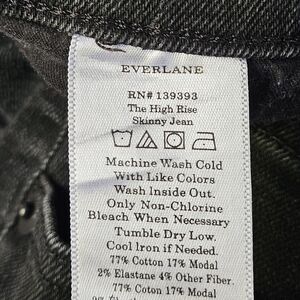 EVERLANE
RN# 139393
The High Rise
Skinny Jean
Machine Wash Cold
With Like Colors
Wash Inside Out.
Only Non-Chlorine
Bleach When Necessary
Tumble Dry Low.
Cool Iron if Needed.
77% Cotton 17% Modal
2% Elastane 4% Other Fiber.
77% Coton 17% Modal